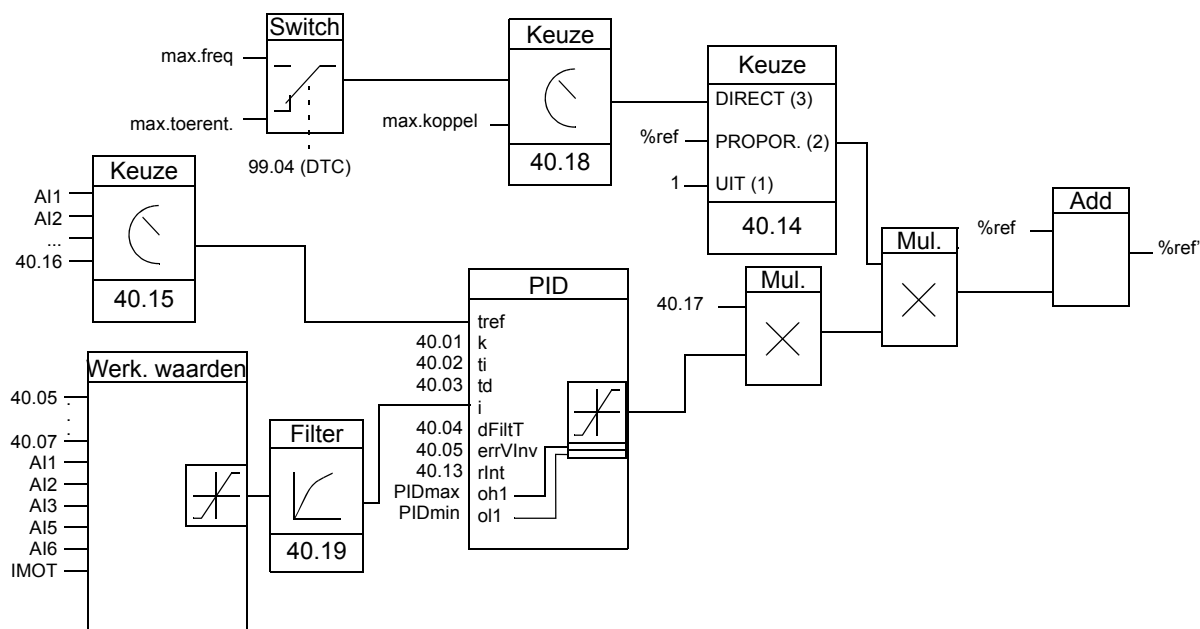 Switch
max.freq
max.toerent.
99.04 (DTC)
Keuze
max.koppel
40.18
Keuze
DIRECT (3)
%ref
PROPOR. (2)
1
UIT (1)
40.14
Keuze
AI1
AI2
...
40.16
40.15
Mul.
%ref
Add
%ref'
PID
tref
40.01
k
40.02
ti
40.03
td
i
40.04
dFiltT
40.05
errVInv
40.13
rInt
PIDmax
oh1
PIDmin
ol1
40.17
Mul.
Werk. waarden
40.05
.
.
40.07
AI1
AI2
AI3
AI5
AI6
IMOT
Filter
40.19